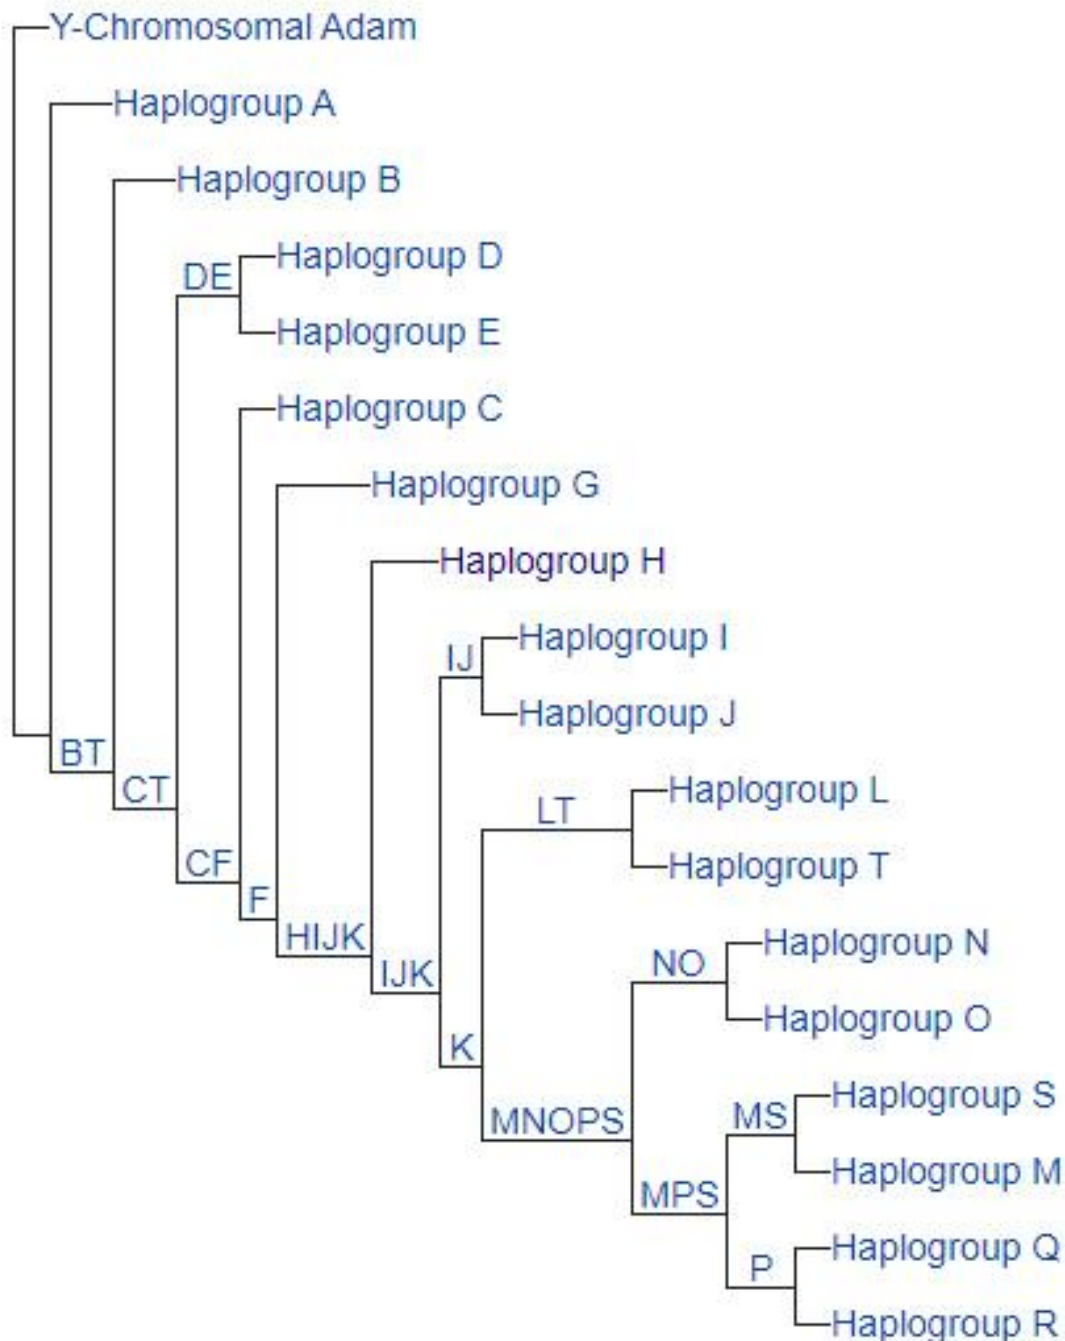 Y-Chromosomal Adam
Haplogroup A
Haplogroup B
Haplogroup D
DE
Haplogroup E
Haplogroup C
Haplogroup G
Haplogroup H
Haplogroup I
IJ
Haplogroup J
BT
CT
Haplogroup L
LT
Haplogroup T
CF
F
HIJK
Haplogroup N
NO
IJK
Haplogroup O
K
Haplogroup S
MS
MNOPS
Haplogroup M
MPS
Haplogroup Q
P
Haplogroup R